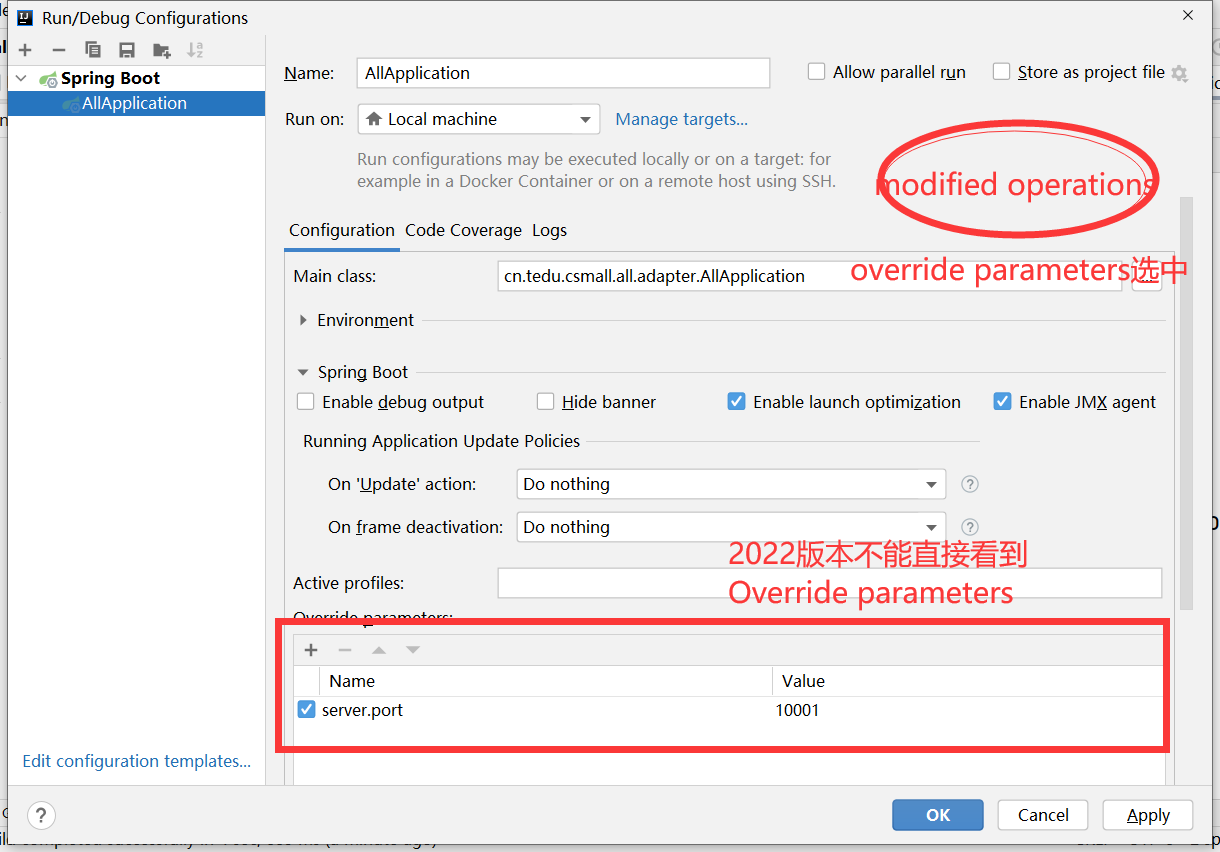 Run/Debug Configurations
Spring Boot
AllApplication
Edit configuration templates...
Name: AllApplication
Allow parallel run
Store as project file
Run on: Local machine
Manage targets...
Run configurations may be executed locally or on a target: for
example in a Docker Container or on a remote host using SSH.
modified operations
Configuration Code Coverage Logs
override parameters选中
Main class: cn.tedu.csmall.all.adapter.AllApplication
Environment
Spring Boot
Enable debug output
Hide banner
Enable launch optimization
Enable JMX agent
Running Application Update Policies
On 'Update' action: Do nothing
On frame deactivation: Do nothing
2022版本不能直接看到
Override parameters
Active profiles:
Override parameters:
Name Value
server.port 10001
OK Cancel Apply